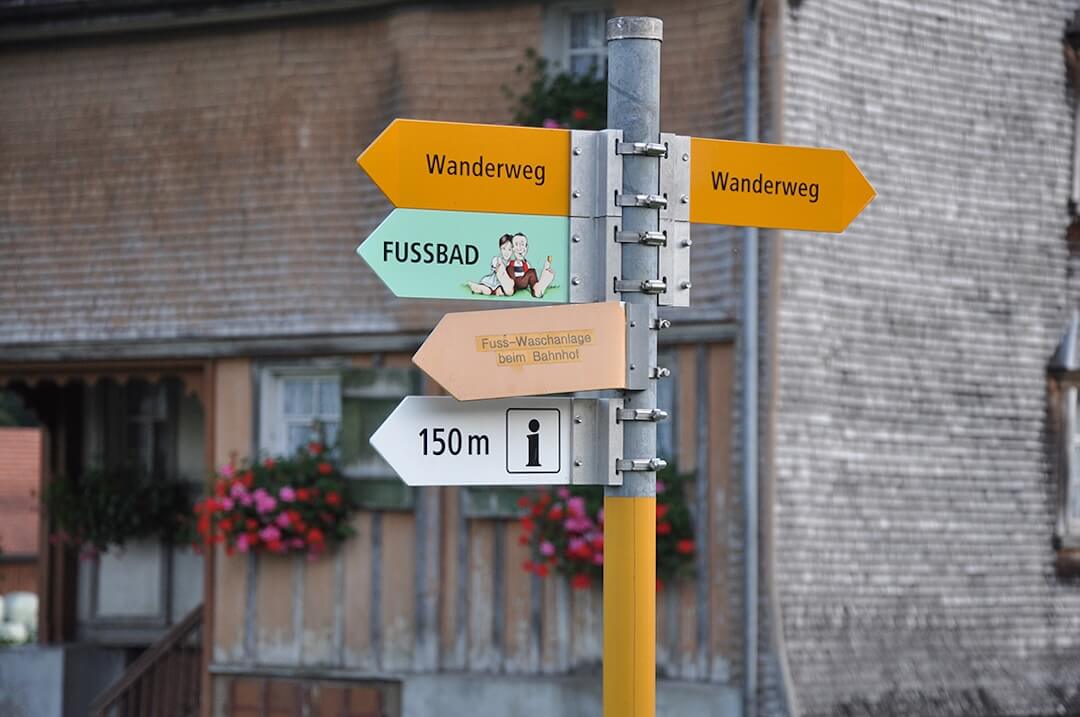 Wanderweg
Wanderweg
FUSSBAD
Fuss-Waschanlage
beim Bahnhof
150 m i